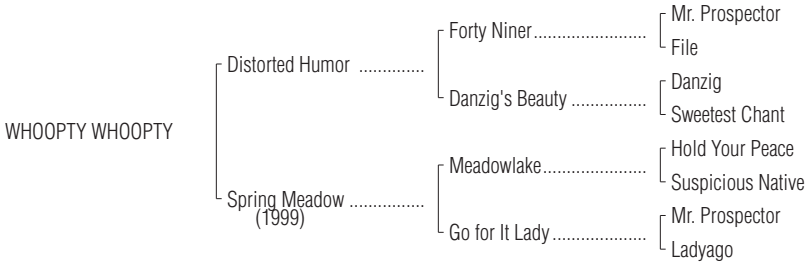 WHOOPTY WHOOPTY
Distorted Humor ..............
Spring Meadow ................
(1999)
Forty Niner........................
Danzig's Beauty ................
Meadowlake......................
Go for It Lady....................
Mr. Prospector
File
Danzig
Sweetest Chant
Hold Your Peace
Suspicious Native
Mr. Prospector
Ladyago